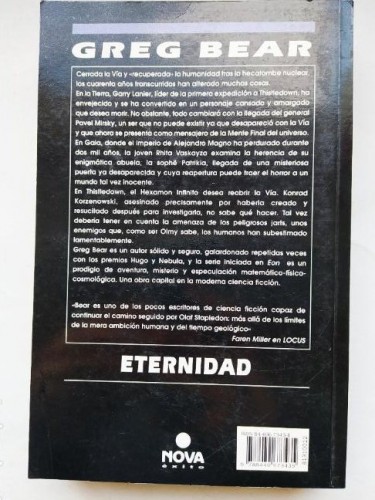 GREG BEAR
Cerrada la Vía y «recuperada» la humanidad tras la hecatombe nuclear,
los cuarenta años transcurridos han alterado muchas cosas.
En la Tierra, Garry Lanier, líder de la primera expedición a Thistledown, ha
envejecido y se ha convertido en un personaje cansado y amargado
que desea morir. No obstante, todo cambiará con la llegada del general
Pavel Mirsky, un ser que no puede existir ya que desapareció con la Vía
y que ahora se presenta como mensajero de la Mente Final del universo.
En Gaia, donde el imperio de Alejandro Magno ha perdurado durante
dos mil años, la joven Rhita Vaskayza examina la herencia de su
enigmática abuela, la sophé Patrikia, llegada de una misteriosa
puerta ya desaparecida y cuya reapertura puede traer el horror a un
mundo tal vez inocente.
En Thistledown, el Hexamon Infinito desea reabrir la Vía. Konrad
Korzenowski, asesinado precisamente por haberla creado y
resucitado después para investigarla, no sabe qué hacer. Tal vez
debería tener en cuenta la amenaza de los peligrosos jarts, unos
enemigos que, como ser Olmy sabe, los humanos han subestimado
lamentablemente.
Greg Bear es un autor sólido y seguro, galardonado repetidas veces
con los premios Hugo y Nebula, y la serie iniciada en Eon es un
prodigio de aventura, misterio y especulación matemático-físico-
cosmológica. Una obra capital en la moderna ciencia ficción.
«Bear es uno de los pocos escritores de ciencia ficción capaz de
continuar el camino seguido por Olaf Stapledon: más allá de los límites
de la mera ambición humana y del tiempo geológico»
Faren Miller en LOCUS
ETERNIDAD
NOVA
éxito